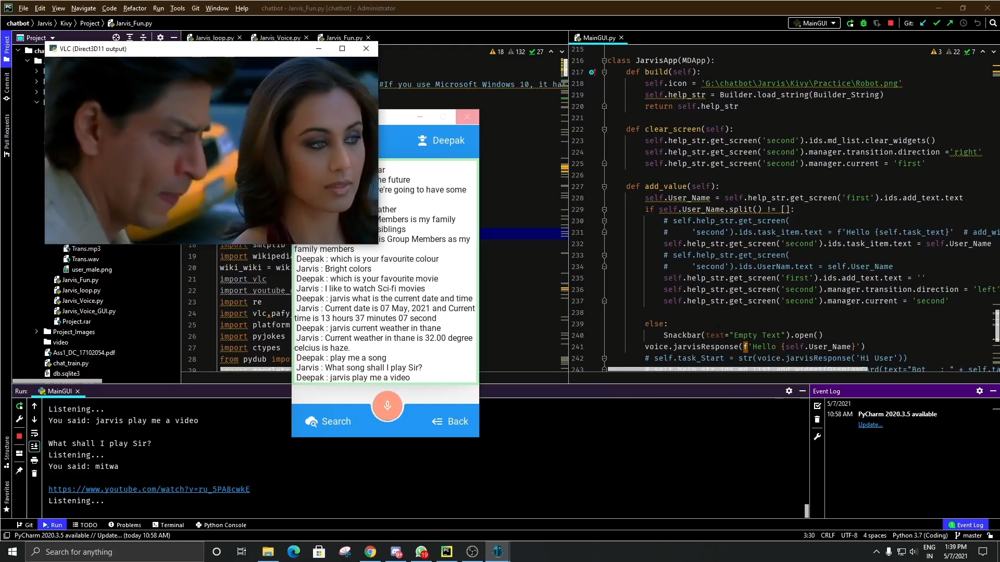 File Edit View Navigate Code Refactor Run Tools Git Window Help chatbot - Jarvis_Fun.py [chatbot] - Administrator
chatbot Jarvis Kivy Project Jarvis_Fun.py MainGUI Git:
Project Jarvis_loop.py Jarvis_Voice.py Jarvis_Fun.py MainGUI.py
VLC (Direct3D11 output)
18 132 27
#If you use Microsoft Windows 10, it has
3 22 7
215
216 class JarvisApp(MDApp):
217 def build(self):
218 self.icon = 'G:\chatbot\Jarvis\Kivy\Practice\Robot.png'
219 self.help_str = Builder.load_string(Builder_String)
220 return self.help_str
221
222 def clear_screen(self):
223 self.help_str.get_screen('second').ids.md_list.clear_widgets()
224 self.help_str.get_screen('second').manager.transition.direction ='right'
225 self.help_str.get_screen('second').manager.current = 'first'
226
227 def add_value(self):
228 self.User_Name = self.help_str.get_screen('first').ids.add_text.text
229 if self.User_Name.split() != []:
230 # self.help_str.get_screen(
231 # 'second').ids.task_item.text = f'Hello {self.task_text}' # add_wi
232 self.help_str.get_screen('second').ids.task_item.text = self.User_Name
233 # self.help_str.get_screen(
234 # 'second').ids.UserNam.text = self.User_Name
235 self.help_str.get_screen('first').ids.add_text.text = ''
236 self.help_str.get_screen('second').manager.transition.direction = 'left'
237 self.help_str.get_screen('second').manager.current = 'second'
238
239 else:
240 Snackbar(text="Empty Text").open()
241 voice.jarvisResponse(f'Hello {self.User_Name}')
242 # self.task_Start = str(voice.jarvisResponse('Hi User'))
243
Project
Commit
Pull Requests
Structure
Favorites
cha
Trans.mp3
Trans.wav
user_male.png
Jarvis_Fun.py
Jarvis_loop.py
Jarvis_Voice.py
Jarvis_Voice_GUI.py
Project.rar
Project_Images
video
Ass1_DC_17102054.pdf
chat_train.py
db.sqlite3
18 import smtplib
19 import wikipedia
20 wiki_wiki = wiki
21 import vlc
22 import youtube_
23 import re
24 import vlc,pafy
25 import platform
26 import pyjokes
27 import ctypes
28 from pydub impo
29
Deepak
ar
he future
we're going to have some
ather
Members is my family
siblings
is Group Members as my
family members
Deepak : which is your favourite colour
Jarvis : Bright colors
Deepak : which is your favourite movie
Jarvis : I like to watch Sci-fi movies
Deepak : jarvis what is the current date and time
Jarvis : Current date is 07 May, 2021 and Current
time is 13 hours 37 minutes 07 second
Deepak : jarvis current weather in thane
Jarvis : Current weather in thane is 32.00 degree
celcius is haze.
Deepak : play me a song
Jarvis : What song shall I play Sir?
Deepak : jarvis play me a video
Search Back
Run: MainGUI
Listening...
You said: jarvis play me a video
What shall I play Sir?
Listening...
You said: mitwa
https://www.youtube.com/watch?v=ru_5PA8cwkE
Listening...
Event Log
5/7/2021
10:58 AM PyCharm 2020.3.5 available
Update...
Git Run TODO Problems Terminal Python Console 1 Event Log
PyCharm 2020.3.5 available // Update... (today 10:58 AM) 3:30 CRLF UTF-8 4 spaces Python 3.7 (Coding) master
Search for anything 9+ 19 PC ENG IN 1:39 PM 5/7/2021